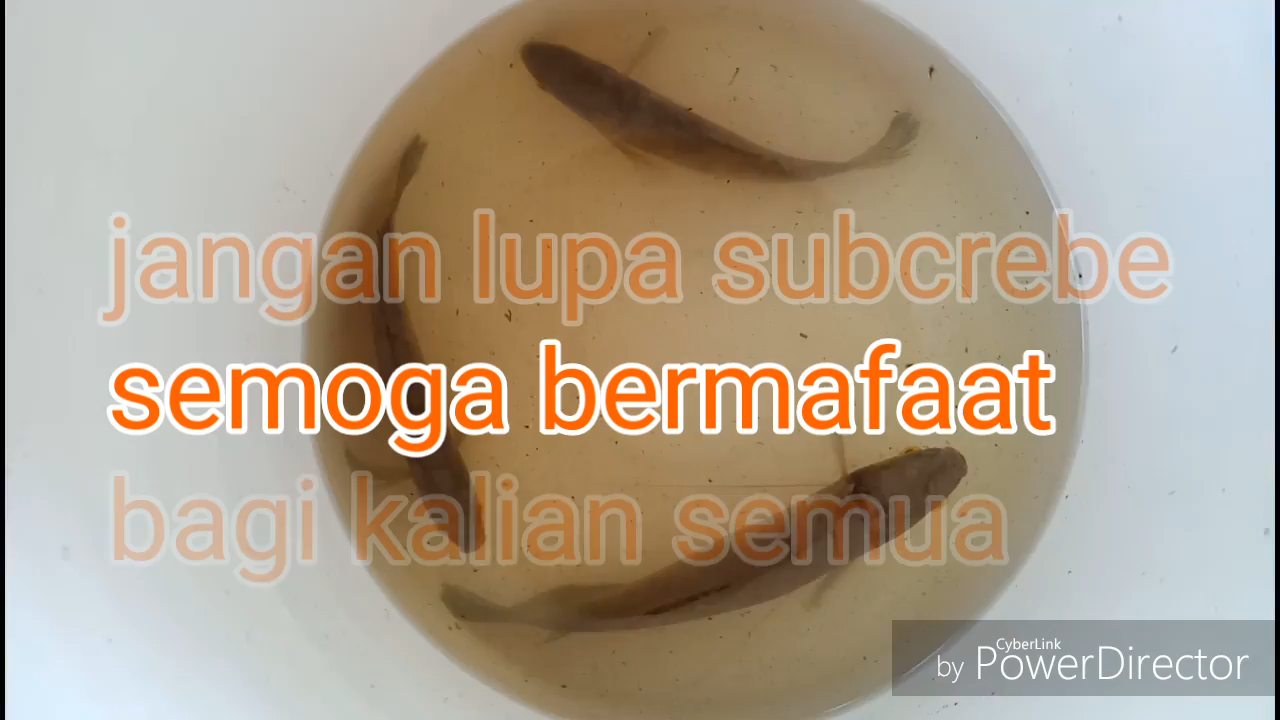 jangan lupa subcrebe
semoga bermafaat
bagi kalian semua
CyberLink
by PowerDirector